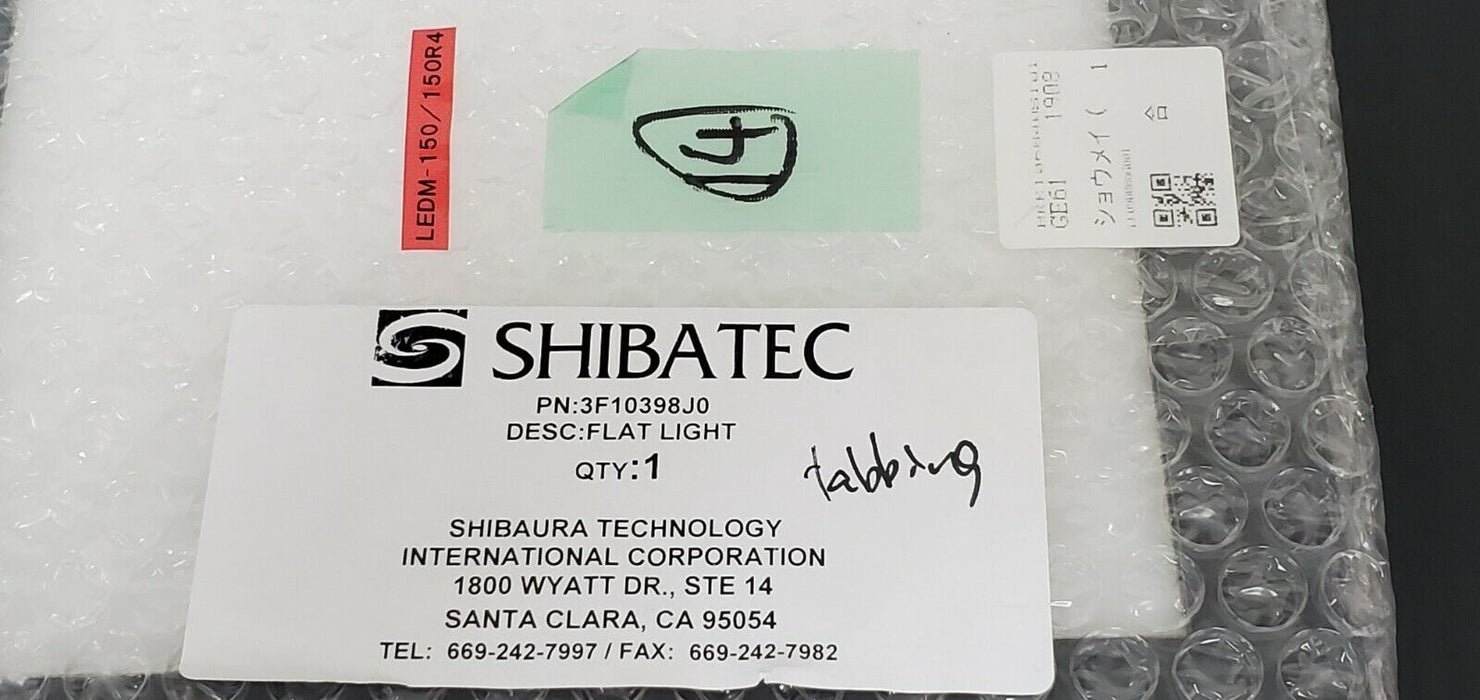 LEDM-150/150R4
GE61 1908
ショウメイ ( 1
合
SHIBATEC
PN:3F10398J0
DESC:FLAT LIGHT
QTY:1
tabbing
SHIBAURA TECHNOLOGY
INTERNATIONAL CORPORATION
1800 WYATT DR., STE 14
SANTA CLARA, CA 95054
TEL: 669-242-7997 / FAX: 669-242-7982